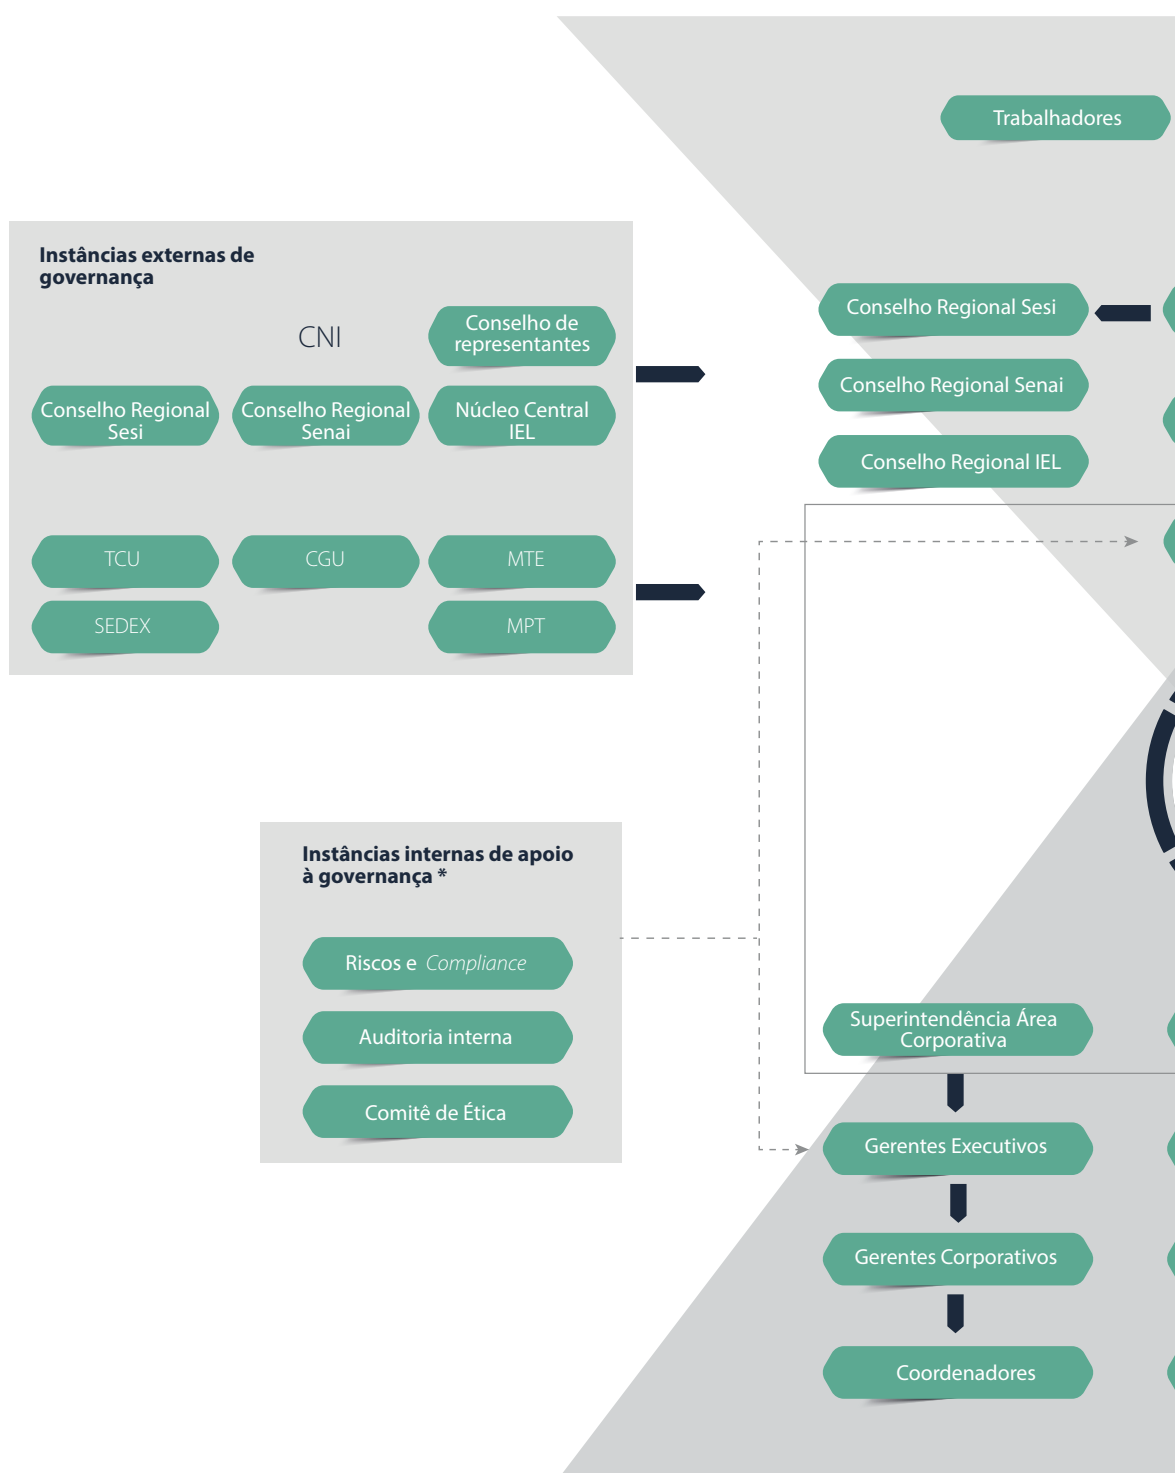 Trabalhadores
Instâncias externas de
governança
CNI
Conselho de
representantes
Conselho Regional
Sesi
Conselho Regional
Senai
Núcleo Central
IEL
TCU
CGU
MTE
SEDEX
MPT
Conselho Regional Sesi
Conselho Regional Senai
Conselho Regional IEL
Instâncias internas de apoio
à governança *
Riscos e Compliance
Auditoria interna
Comitê de Ética
Superintendência Área
Corporativa
Gerentes Executivos
Gerentes Corporativos
Coordenadores